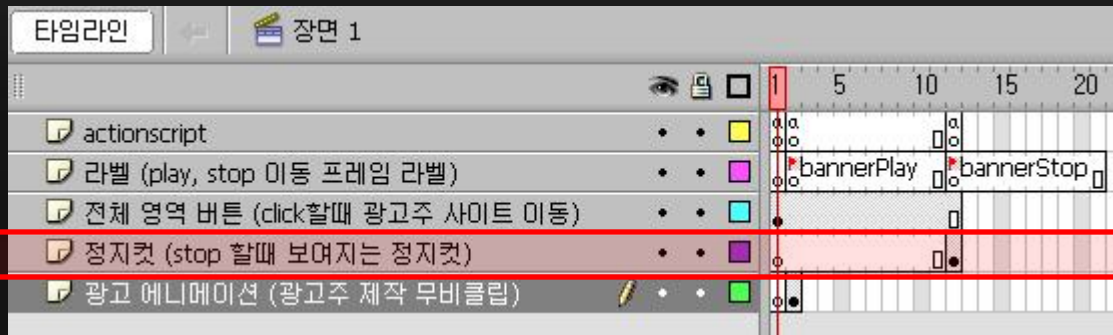 타임라인 장면 1
1 5 10 15 20
actionscript
라벨 (play, stop 이동 프레임 라벨) bannerPlay bannerStop
전체 영역 버튼 (click할때 광고주 사이트 이동)
정지컷 (stop 할때 보여지는 정지컷)
광고 에니메이션 (광고주 제작 무비클립)